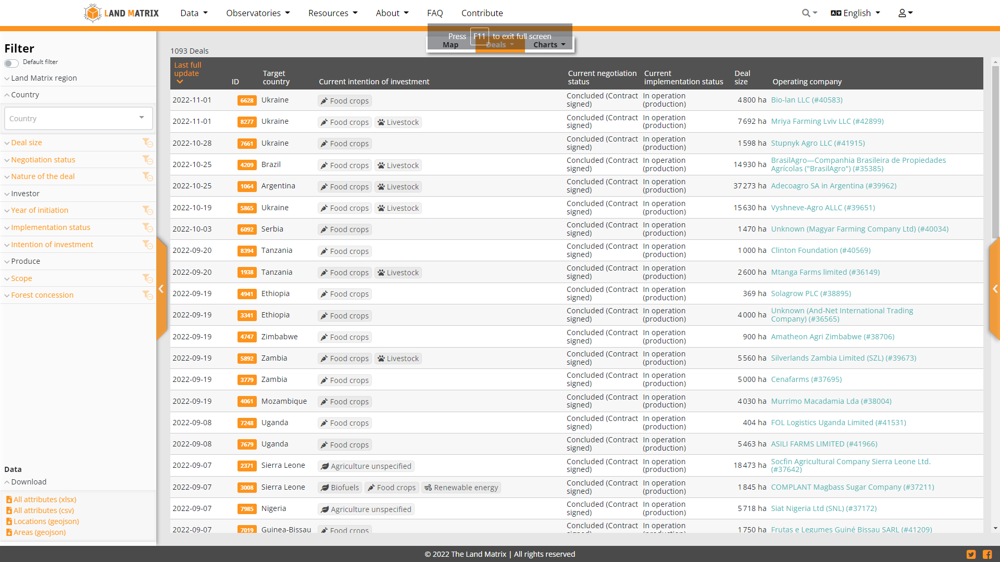 LAND MATRIX
Data
Observatories
Resources
About
FAQ
Contribute
English
Press F11 to exit full screen
Map
Deals
Charts
Filter
Default filter
Land Matrix region
Country
Country
Deal size
Negotiation status
Nature of the deal
Investor
Year of initiation
Implementation status
Intention of investment
Produce
Scope
Forest concession
Data
Download
All attributes (xlsx)
All attributes (csv)
Locations (geojson)
Areas (geojson)
1093 Deals
Last full update ID Target country Current intention of investment Current negotiation status Current implementation status Deal size Operating company
2022-11-01 6628 Ukraine Food crops Concluded (Contract signed) In operation (production) 4 800 ha Bio-lan LLC (#40583)
2022-11-01 8277 Ukraine Food crops Livestock Concluded (Contract signed) In operation (production) 7 692 ha Mriya Farming Lviv LLC (#42899)
2022-10-28 7661 Ukraine Food crops Concluded (Contract signed) In operation (production) 1 598 ha Stupnyk Agro LLC (#41915)
2022-10-25 4209 Brazil Food crops Livestock Concluded (Contract signed) In operation (production) 14 930 ha BrasilAgro—Companhia Brasileira de Propiedades Agrícolas ("BrasilAgro") (#35385)
2022-10-25 1064 Argentina Food crops Livestock Concluded (Contract signed) In operation (production) 37 273 ha Adecoagro SA in Argentina (#39962)
2022-10-19 5865 Ukraine Food crops Livestock Concluded (Contract signed) In operation (production) 15 630 ha Vyshneve-Agro ALLC (#39651)
2022-10-03 6092 Serbia Food crops Concluded (Contract signed) In operation (production) 1 470 ha Unknown (Magyar Farming Company Ltd) (#40034)
2022-09-20 8394 Tanzania Food crops Concluded (Contract signed) In operation (production) 1 000 ha Clinton Foundation (#40569)
2022-09-20 1938 Tanzania Food crops Livestock Concluded (Contract signed) In operation (production) 2 600 ha Mtanga Farms limited (#36149)
2022-09-19 4941 Ethiopia Food crops Concluded (Contract signed) In operation (production) 369 ha Solagrow PLC (#38895)
2022-09-19 3341 Ethiopia Food crops Concluded (Contract signed) In operation (production) 4 000 ha Unknown (And-Net International Trading Company) (#36565)
2022-09-19 4747 Zimbabwe Food crops Concluded (Contract signed) In operation (production) 900 ha Amatheon Agri Zimbabwe (#38706)
2022-09-19 5892 Zambia Food crops Livestock Concluded (Contract signed) In operation (production) 5 560 ha Silverlands Zambia Limited (SZL) (#39673)
2022-09-19 3779 Zambia Food crops Concluded (Contract signed) In operation (production) 5 000 ha Cenafarms (#37695)
2022-09-19 4061 Mozambique Food crops Concluded (Contract signed) In operation (production) 4 030 ha Murrimo Macadamia Lda (#38004)
2022-09-08 7248 Uganda Food crops Concluded (Contract signed) In operation (production) 404 ha FOL Logistics Uganda Limited (#41531)
2022-09-08 7679 Uganda Food crops Concluded (Contract signed) In operation (production) 5 463 ha ASILI FARMS LIMITED (#41966)
2022-09-07 2371 Sierra Leone Agriculture unspecified Concluded (Contract signed) In operation (production) 18 473 ha Socfin Agricultural Company Sierra Leone Ltd. (#37642)
2022-09-07 3008 Sierra Leone Biofuels Food crops Renewable energy Concluded (Contract signed) In operation (production) 1 845 ha COMPLANT Magbass Sugar Company (#37211)
2022-09-07 7985 Nigeria Agriculture unspecified Concluded (Contract signed) In operation (production) 5 718 ha Siat Nigeria Ltd (SNL) (#37172)
2022-09-07 7019 Guinea-Bissau Food crops Concluded (Contract In operation 1 750 ha Frutas e Legumes Guiné Bissau SARL (#41209)
© 2022 The Land Matrix | All rights reserved